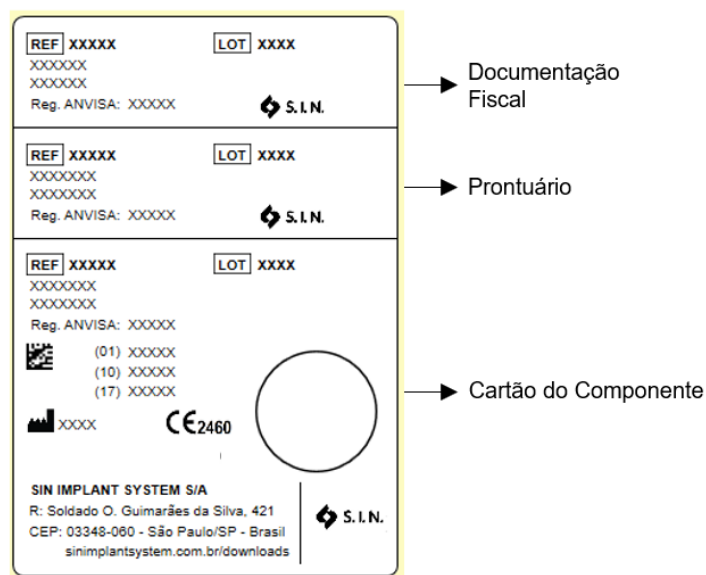 REF XXXXX LOT XXXX
XXXXXX
XXXXXX
Reg. ANVISA: XXXXX S.I.N.
Documentação
Fiscal
REF XXXXX LOT XXXX
XXXXXXX
XXXXXXX
Reg. ANVISA: XXXXX S.I.N.
Prontuário
REF XXXXX LOT XXXX
XXXXXXX
XXXXXXX
Reg. ANVISA: XXXXX
(01) XXXXX
(10) XXXXX
(17) XXXXX
XXXX CE2460
Cartão do Componente
SIN IMPLANT SYSTEM S/A
R: Soldado O. Guimarães da Silva, 421
CEP: 03348-060 - São Paulo/SP - Brasil
sinimplantsystem.com.br/downloads
S.I.N.